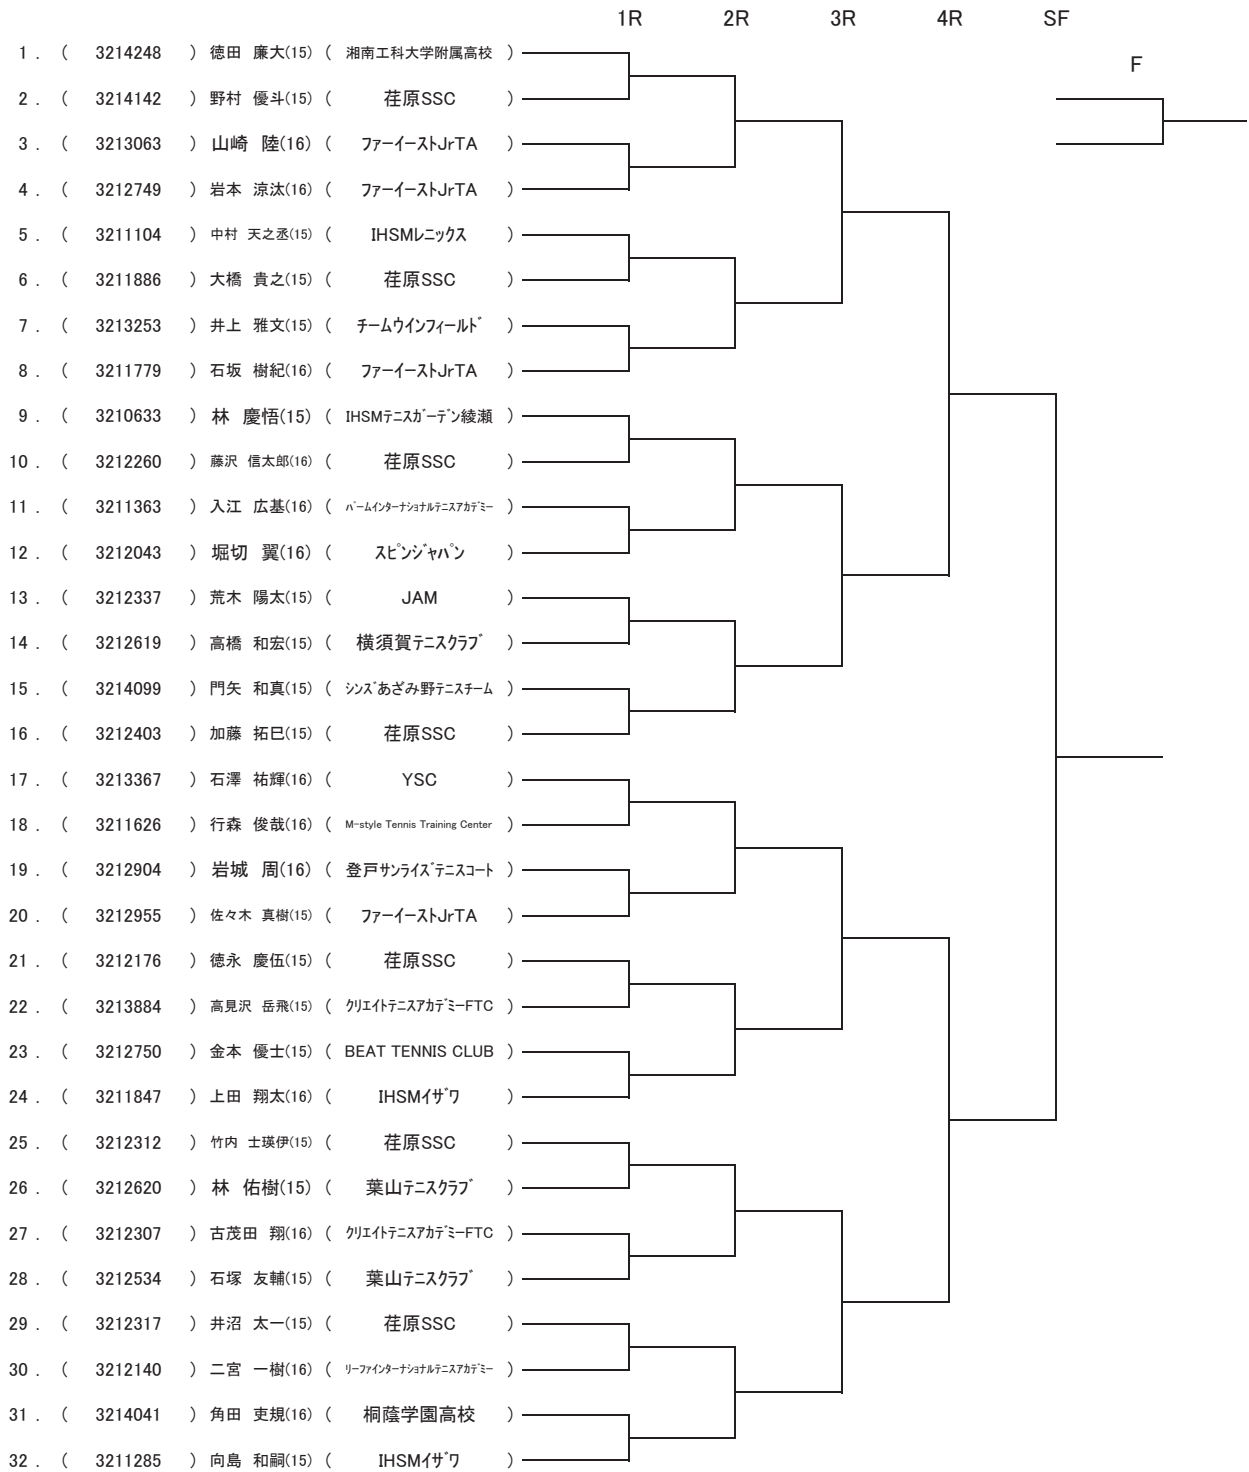 1R 2R 3R 4R SF
F
1 . ( 3214248 ) 徳田 廉大(15) ( 湘南工科大学附属高校 )
2 . ( 3214142 ) 野村 優斗(15) ( 荏原SSC )
3 . ( 3213063 ) 山崎 陸(16) ( ﾌｧｰｲｰｽﾄJrTA )
4 . ( 3212749 ) 岩本 涼汰(16) ( ﾌｧｰｲｰｽﾄJrTA )
5 . ( 3211104 ) 中村 天之丞(15) ( IHSMﾚﾆｯｸｽ )
6 . ( 3211886 ) 大橋 貴之(15) ( 荏原SSC )
7 . ( 3213253 ) 井上 雅文(15) ( ﾁｰﾑｳｲﾝﾌｨｰﾙﾄﾞ )
8 . ( 3211779 ) 石坂 樹紀(16) ( ﾌｧｰｲｰｽﾄJrTA )
9 . ( 3210633 ) 林 慶悟(15) ( IHSMﾃﾆｽｶﾞｰﾃﾞﾝ綾瀬 )
10 . ( 3212260 ) 藤沢 信太郎(16) ( 荏原SSC )
11 . ( 3211363 ) 入江 広基(16) ( ﾊﾟｰﾑｲﾝﾀｰﾅｼｮﾅﾙﾃﾆｽｱｶﾃﾞﾐｰ )
12 . ( 3212043 ) 堀切 翼(16) ( ｽﾋﾟﾝｼﾞｬﾊﾟﾝ )
13 . ( 3212337 ) 荒木 陽太(15) ( JAM )
14 . ( 3212619 ) 高橋 和宏(15) ( 横須賀ﾃﾆｽｸﾗﾌﾞ )
15 . ( 3214099 ) 門矢 和真(15) ( ｼﾝｽﾞあざみ野ﾃﾆｽﾁｰﾑ )
16 . ( 3212403 ) 加藤 拓巳(15) ( 荏原SSC )
17 . ( 3213367 ) 石澤 祐輝(16) ( YSC )
18 . ( 3211626 ) 行森 俊哉(16) ( M-style Tennis Training Center )
19 . ( 3212904 ) 岩城 周(16) ( 登戸ｻﾝﾗｲｽﾞﾃﾆｽｺｰﾄ )
20 . ( 3212955 ) 佐々木 真樹(15) ( ﾌｧｰｲｰｽﾄJrTA )
21 . ( 3212176 ) 徳永 慶伍(15) ( 荏原SSC )
22 . ( 3213884 ) 高見沢 岳飛(15) ( ｸﾘｴｲﾄﾃﾆｽｱｶﾃﾞﾐｰFTC )
23 . ( 3212750 ) 金本 優士(15) ( BEAT TENNIS CLUB )
24 . ( 3211847 ) 上田 翔太(16) ( IHSMｲｻﾞﾜ )
25 . ( 3212312 ) 竹内 士瑛伊(15) ( 荏原SSC )
26 . ( 3212620 ) 林 佑樹(15) ( 葉山ﾃﾆｽｸﾗﾌﾞ )
27 . ( 3212307 ) 古茂田 翔(16) ( ｸﾘｴｲﾄﾃﾆｽｱｶﾃﾞﾐｰFTC )
28 . ( 3212534 ) 石塚 友輔(15) ( 葉山ﾃﾆｽｸﾗﾌﾞ )
29 . ( 3212317 ) 井沼 太一(15) ( 荏原SSC )
30 . ( 3212140 ) 二宮 一樹(16) ( ﾘｰﾌｧｲﾝﾀｰﾅｼｮﾅﾙﾃﾆｽｱｶﾃﾞﾐｰ )
31 . ( 3214041 ) 角田 吏規(16) ( 桐蔭学園高校 )
32 . ( 3211285 ) 向島 和嗣(15) ( IHSMｲｻﾞﾜ )